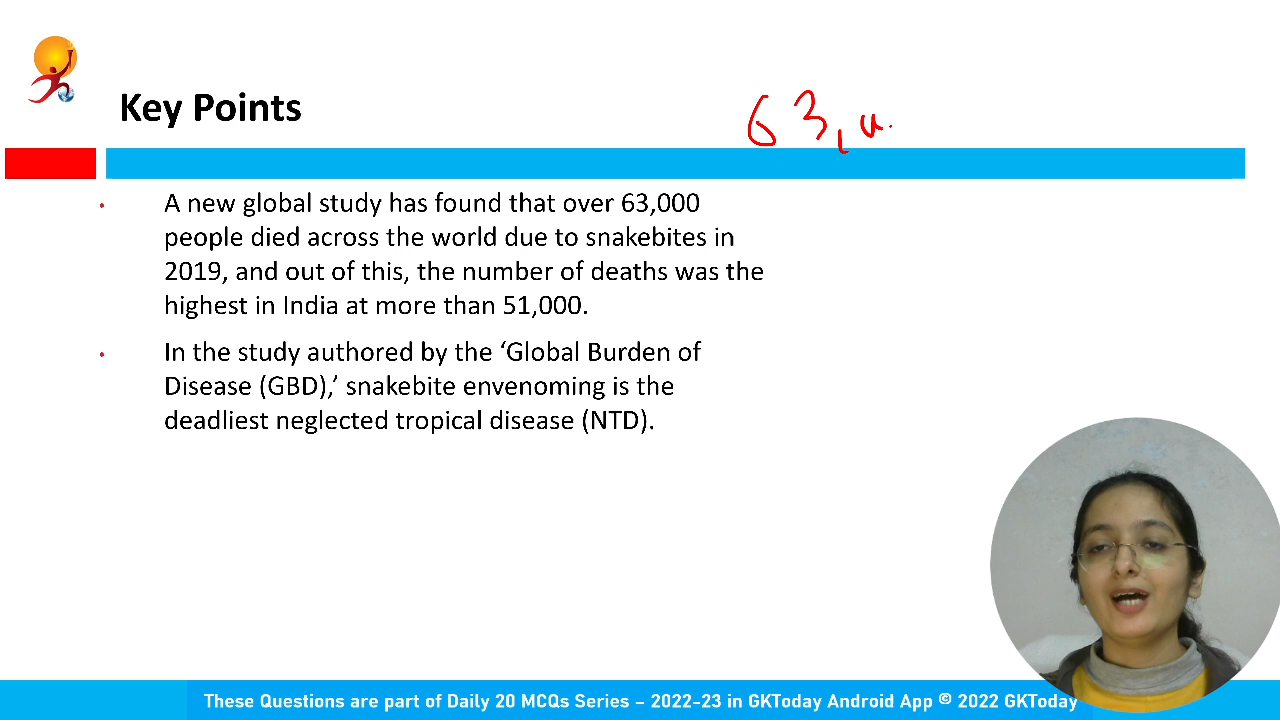 Key Points
63,
• A new global study has found that over 63,000
people died across the world due to snakebites in
2019, and out of this, the number of deaths was the
highest in India at more than 51,000.
• In the study authored by the ‘Global Burden of
Disease (GBD),’ snakebite envenoming is the
deadliest neglected tropical disease (NTD).
These Questions are part of Daily 20 MCQs Series – 2022-23 in GKToday Android App © 2022 GKToday